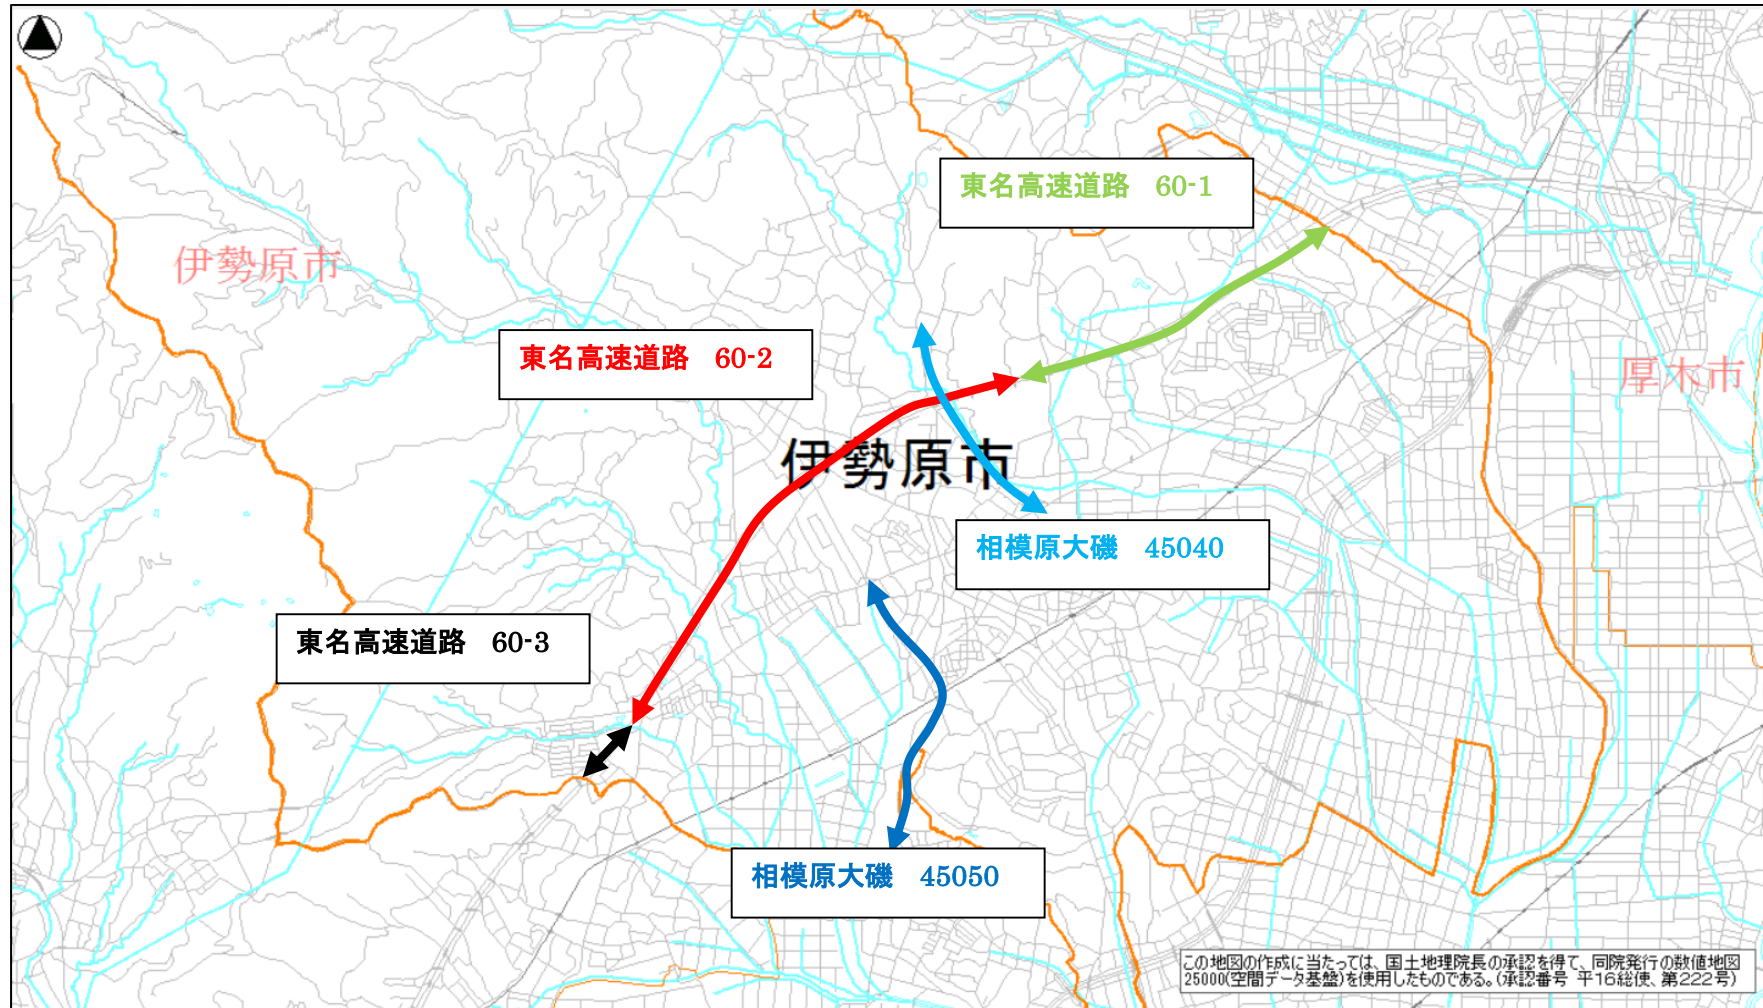 東名高速道路　60-1
伊勢原市
東名高速道路　60-2
厚木市
伊勢原市
相模原大磯　45040
東名高速道路　60-3
相模原大磯　45050
この地図の作成に当たっては、国土地理院長の承認を得て、同院発行の数値地図
25000(空間データ基盤)を使用したものである。(承認番号 平16総使、第222号)